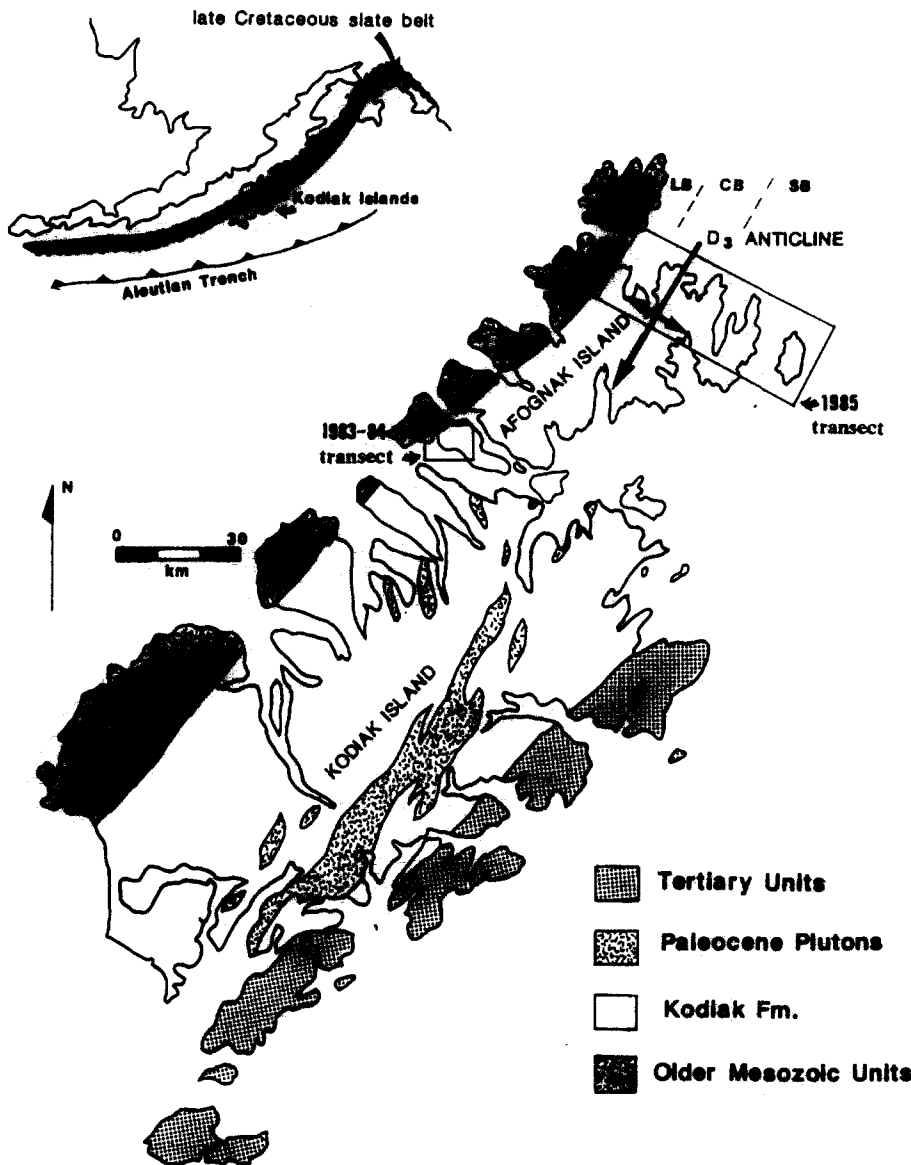 late Cretaceous slate belt
Kodiak Islands
Aleutian Trench
LB CB SB
D3 ANTICLINE
AFOGNAK ISLAND
1985
transect
1983-84
transect
N
0 30
km
KODIAK ISLAND
Tertiary Units
Paleocene Plutons
Kodiak Fm.
Older Mesozoic Units